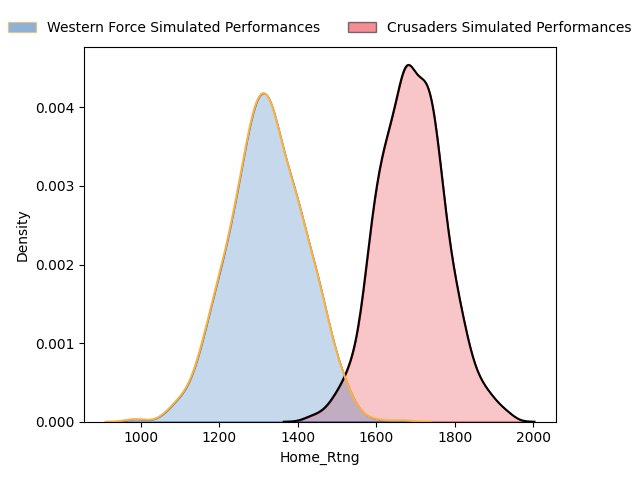 Western Force Simulated Performances
Crusaders Simulated Performances
0.004
0.003
0.002
0.001
0.000
Density
1000 1200 1400 1600 1800 2000
Home_Rtng